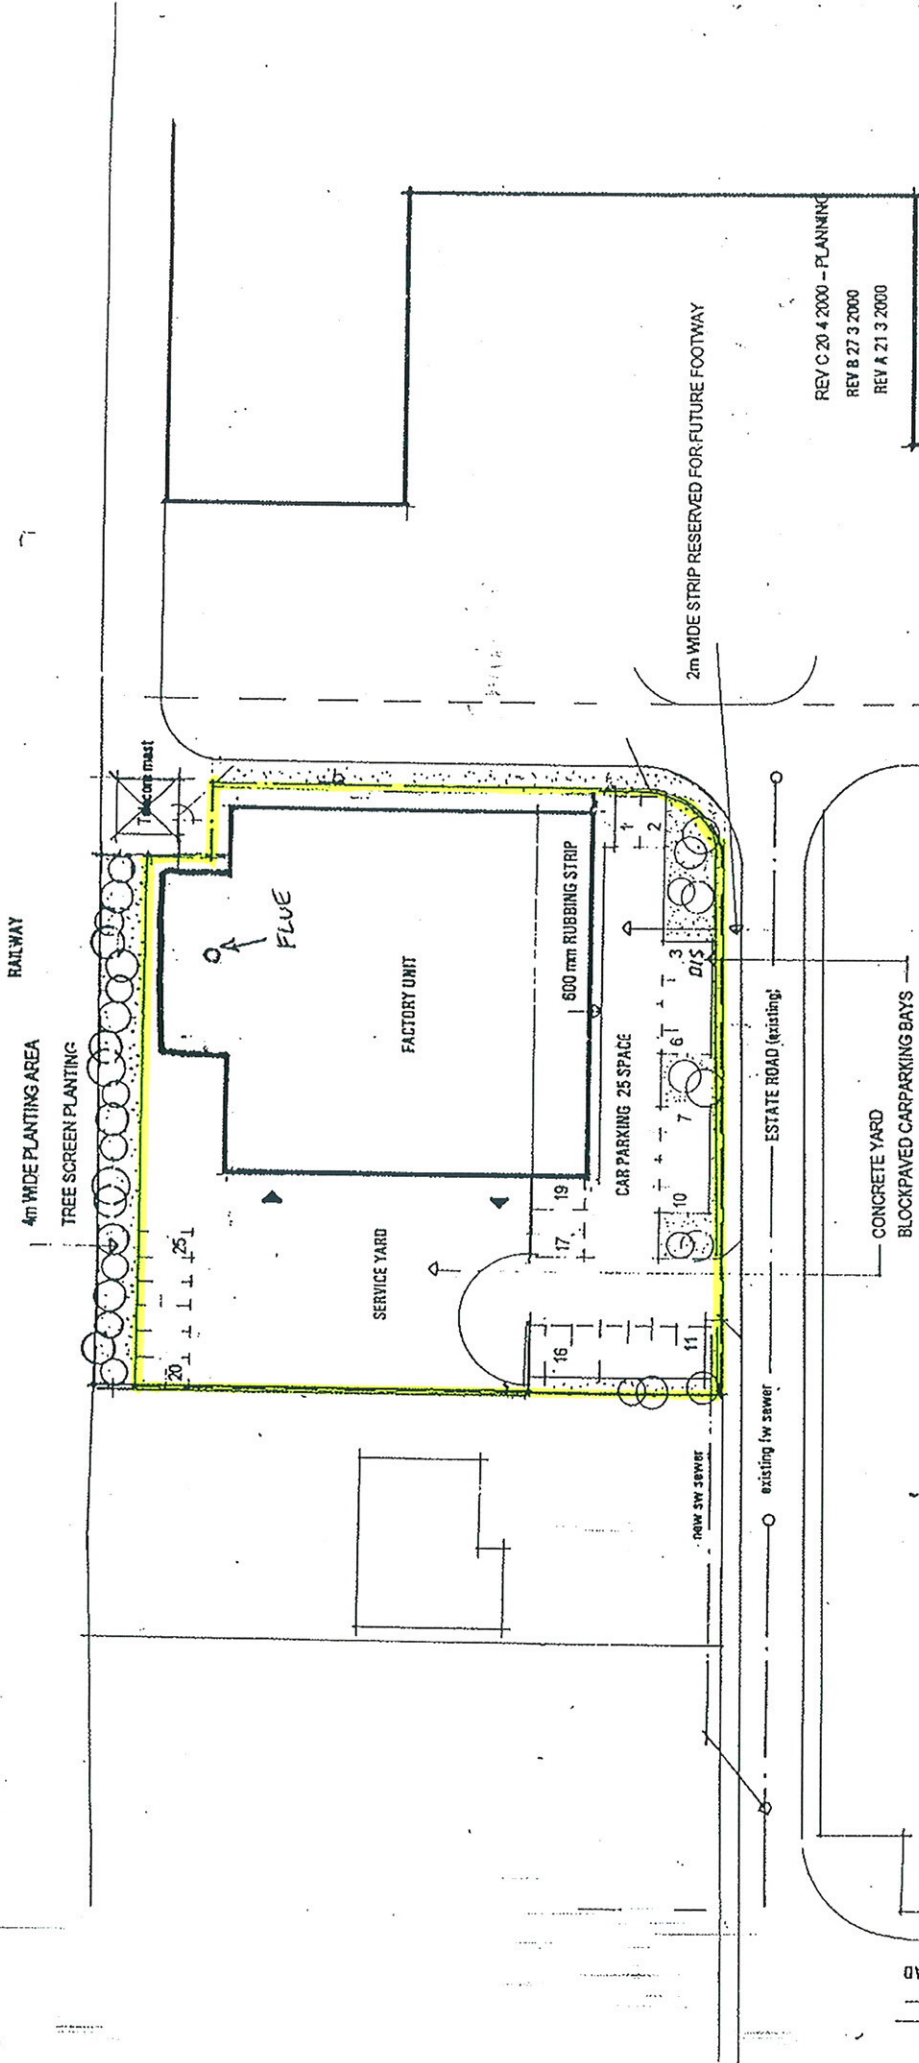 RAILWAY
4m WIDE PLANTING AREA
TREE SCREEN PLANTING
Telecom mast
FLUE
FACTORY UNIT
600 mm RUBBING STRIP
SERVICE YARD
CAR PARKING 25 SPACE
20
25
16
11
17
19
10
7
6
3
DIS
1
2
2m WIDE STRIP RESERVED FOR FUTURE FOOTWAY
ESTATE ROAD (existing)
existing fw sewer
new sw sewer
CONCRETE YARD
BLOCKPAVED CARPARKING BAYS
REV C 20 4 2000 - PLANNING
REV B 27 3 2000
REV A 21 3 2000